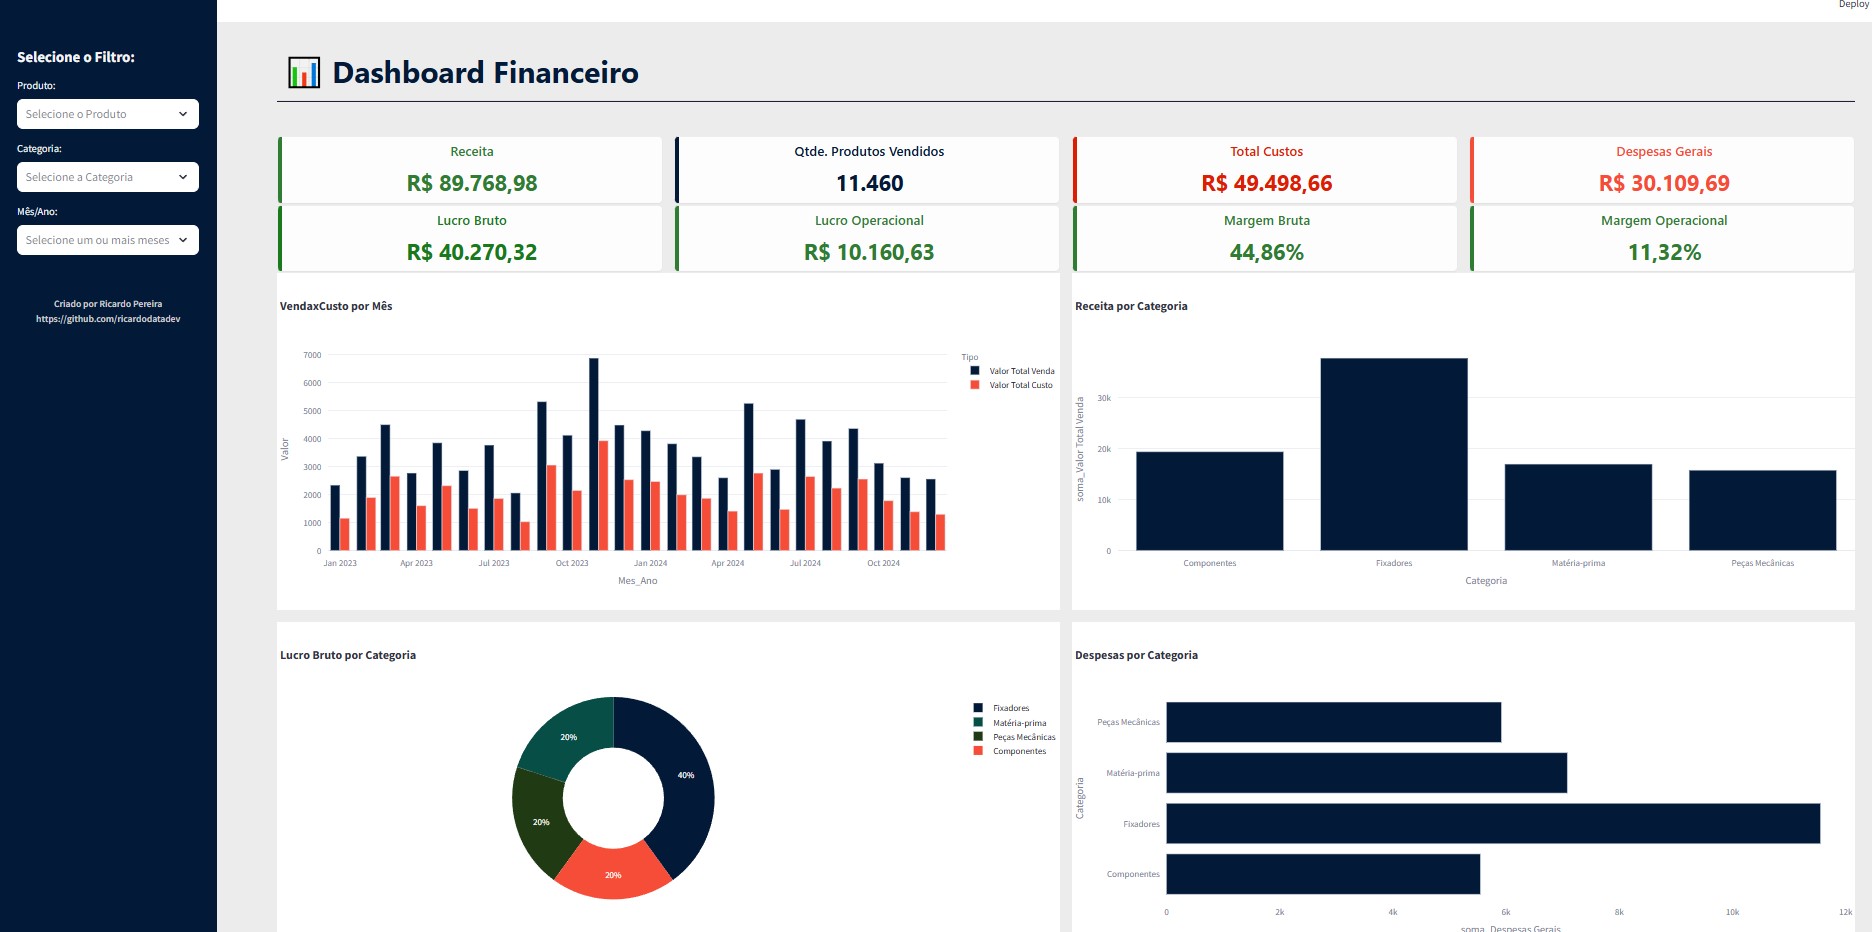 Deploy
Selecione o Filtro:
Produto:
Selecione o Produto
Categoria:
Selecione a Categoria
Mês/Ano:
Selecione um ou mais meses
Criado por Ricardo Pereira
https://github.com/ricardodatadev
Dashboard Financeiro
Receita
R$ 89.768,98
Qtde. Produtos Vendidos
11.460
Total Custos
R$ 49.498,66
Despesas Gerais
R$ 30.109,69
Lucro Bruto
R$ 40.270,32
Lucro Operacional
R$ 10.160,63
Margem Bruta
44,86%
Margem Operacional
11,32%
VendaxCusto por Mês
Tipo
Valor Total Venda
Valor Total Custo
Valor
7000
6000
5000
4000
3000
2000
1000
0
Jan 2023
Apr 2023
Jul 2023
Oct 2023
Jan 2024
Apr 2024
Jul 2024
Oct 2024
Mes_Ano
Receita por Categoria
soma_Valor Total Venda
30k
20k
10k
0
Componentes
Fixadores
Matéria-prima
Peças Mecânicas
Categoria
Lucro Bruto por Categoria
20%
40%
20%
20%
Fixadores
Matéria-prima
Peças Mecânicas
Componentes
Despesas por Categoria
Categoria
Peças Mecânicas
Matéria-prima
Fixadores
Componentes
0
2k
4k
6k
8k
10k
12k
soma_Despesas Gerais